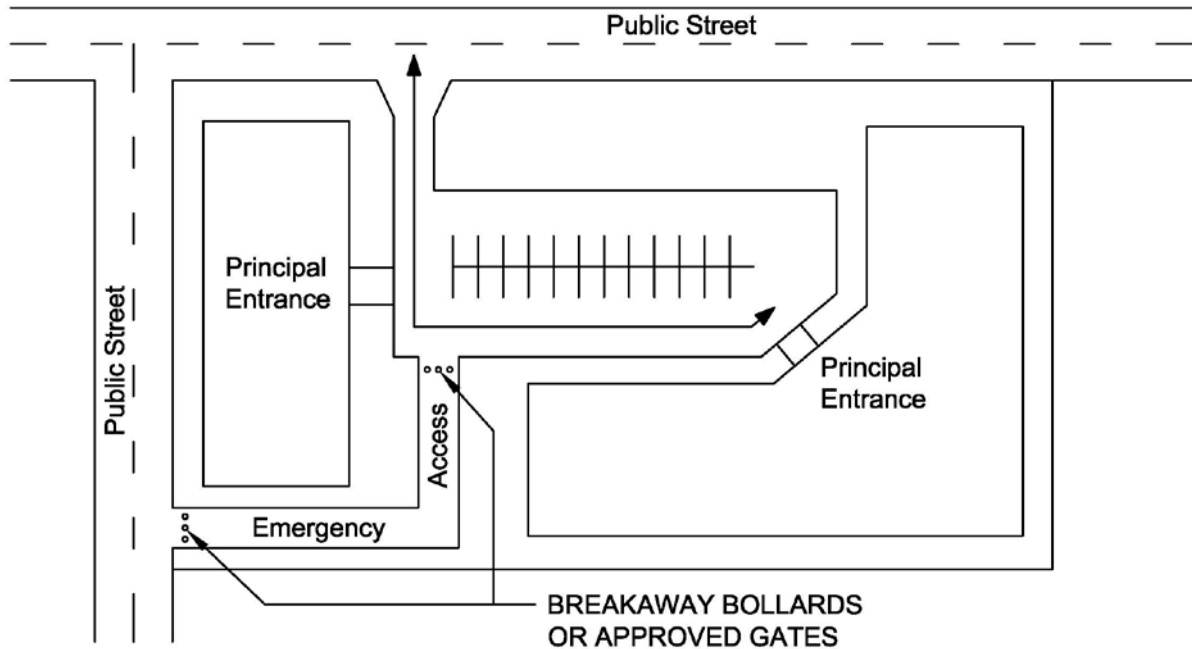 Public Street
Principal
Entrance
Public Street
Principal
Entrance
Access
Emergency
BREAKAWAY BOLLARDS
OR APPROVED GATES